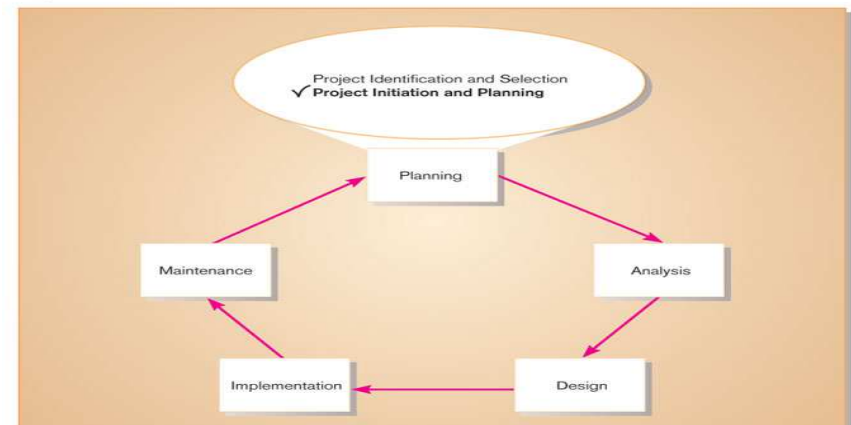 Project Identification and Selection
✓ Project Initiation and Planning
Planning
Maintenance
Analysis
Implementation
Design